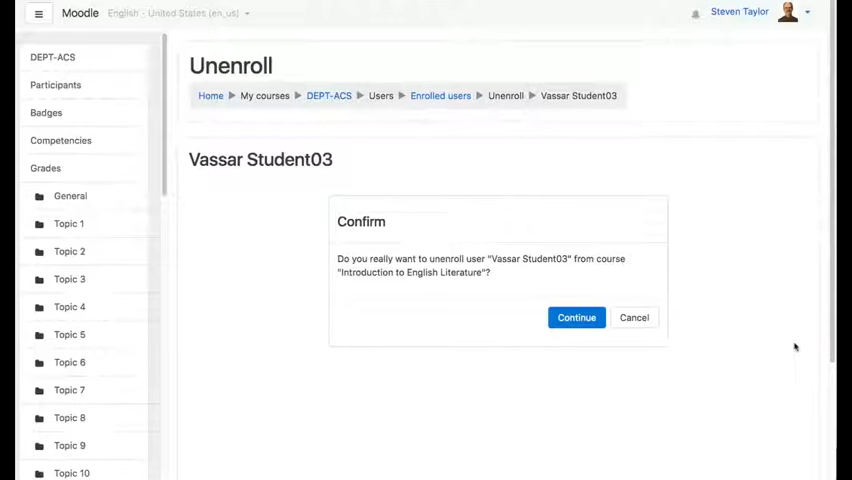 Moodle English - United States (en_us)
Steven Taylor
DEPT-ACS
Participants
Badges
Competencies
Grades
General
Topic 1
Topic 2
Topic 3
Topic 4
Topic 5
Topic 6
Topic 7
Topic 8
Topic 9
Topic 10
Unenroll
Home ▶ My courses ▶ DEPT-ACS ▶ Users ▶ Enrolled users ▶ Unenroll ▶ Vassar Student03
Vassar Student03
Confirm
Do you really want to unenroll user "Vassar Student03" from course
"Introduction to English Literature"?
Continue Cancel